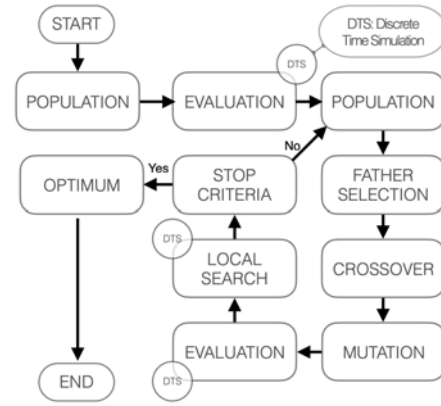 START
DTS: Discrete
Time Simulation
DTS
POPULATION
EVALUATION
POPULATION
No
Yes
OPTIMUM
STOP
CRITERIA
FATHER
SELECTION
DTS
LOCAL
SEARCH
CROSSOVER
EVALUATION
MUTATION
DTS
END